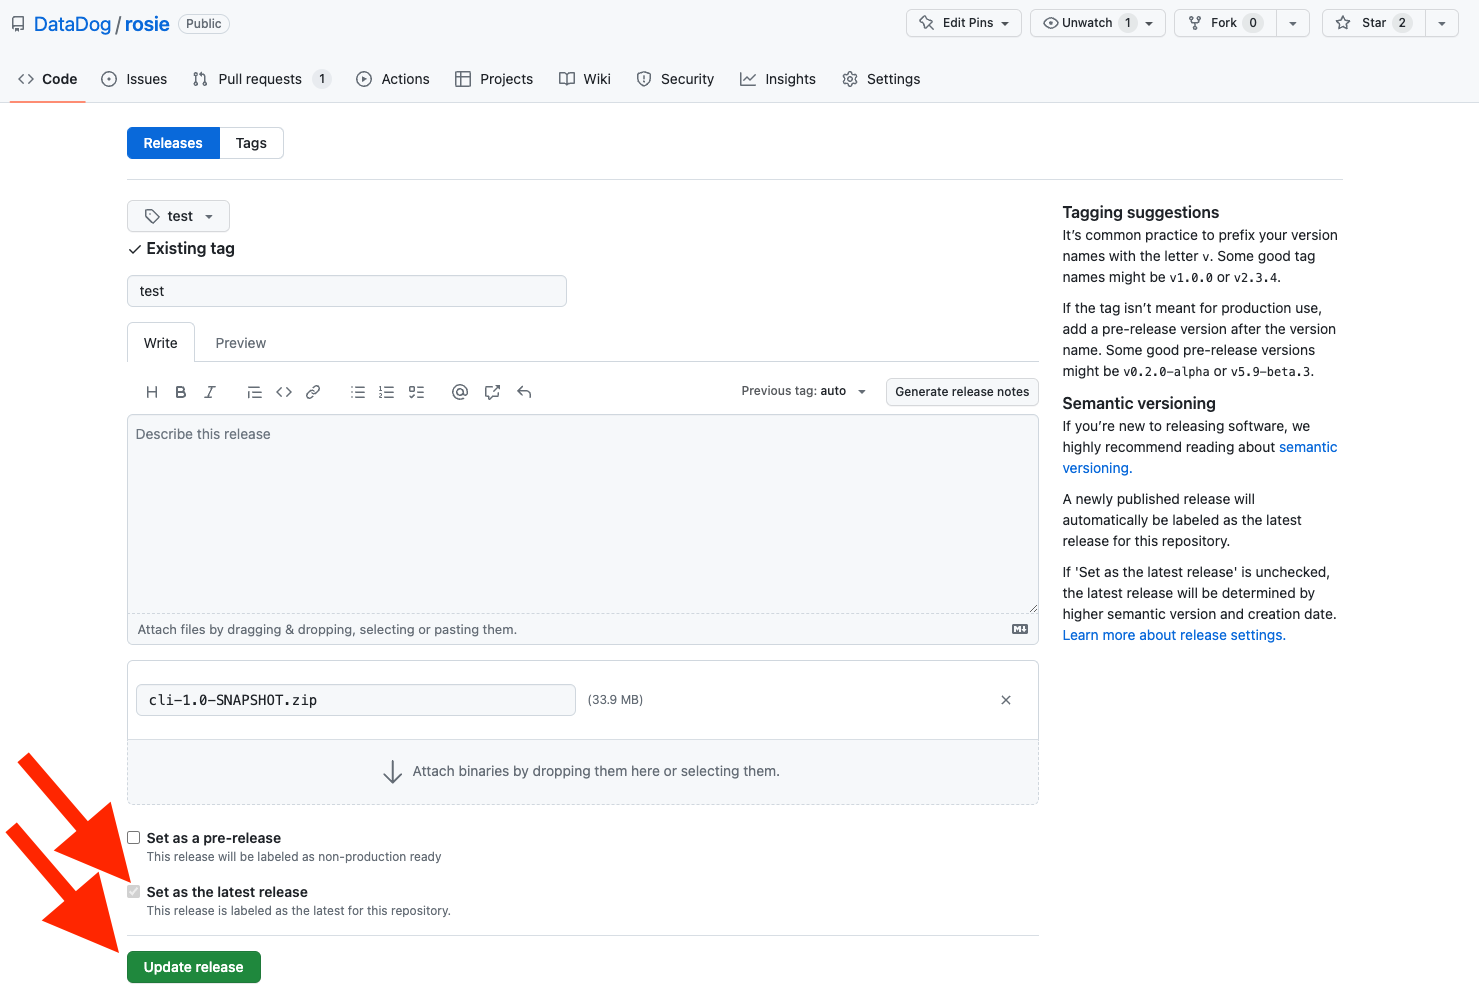 DataDog / rosie Public
Edit Pins
Unwatch 1
Fork 0
Star 2
Code
Issues
Pull requests 1
Actions
Projects
Wiki
Security
Insights
Settings
Releases
Tags
test
Existing tag
test
Write
Preview
H B I
Previous tag: auto
Generate release notes
Describe this release
Attach files by dragging & dropping, selecting or pasting them.
cli-1.0-SNAPSHOT.zip
(33.9 MB)
Attach binaries by dropping them here or selecting them.
Set as a pre-release
This release will be labeled as non-production ready
Set as the latest release
This release is labeled as the latest for this repository.
Update release
Tagging suggestions
It's common practice to prefix your version
names with the letter v. Some good tag
names might be v1.0.0 or v2.3.4.
If the tag isn't meant for production use,
add a pre-release version after the version
name. Some good pre-release versions
might be v0.2.0-alpha or v5.9-beta.3.
Semantic versioning
If you're new to releasing software, we
highly recommend reading about semantic
versioning.
A newly published release will
automatically be labeled as the latest
release for this repository.
If 'Set as the latest release' is unchecked,
the latest release will be determined by
higher semantic version and creation date.
Learn more about release settings.